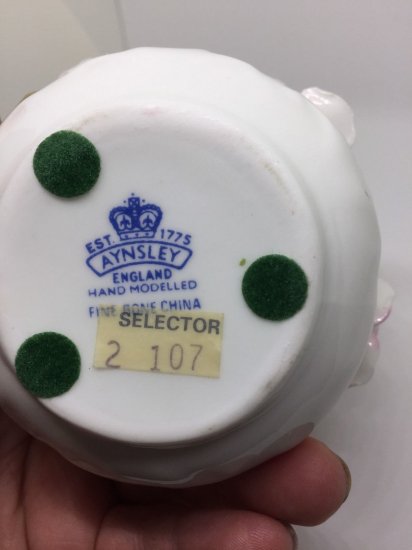 EST. 1775
AYNSLEY
ENGLAND
HAND MODELLED
FINE BONE CHINA
SELECTOR
2 107